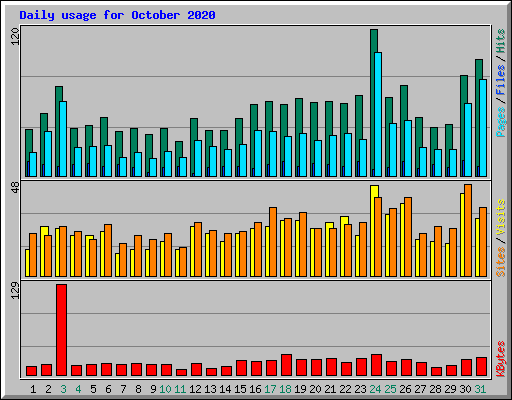 Daily usage for October 2020
120
Pages / Files / Hits
48
Sites / Visits
129
KBytes
1 2 3 4 5 6 7 8 9 10 11 12 13 14 15 16 17 18 19 20 21 22 23 24 25 26 27 28 29 30 31